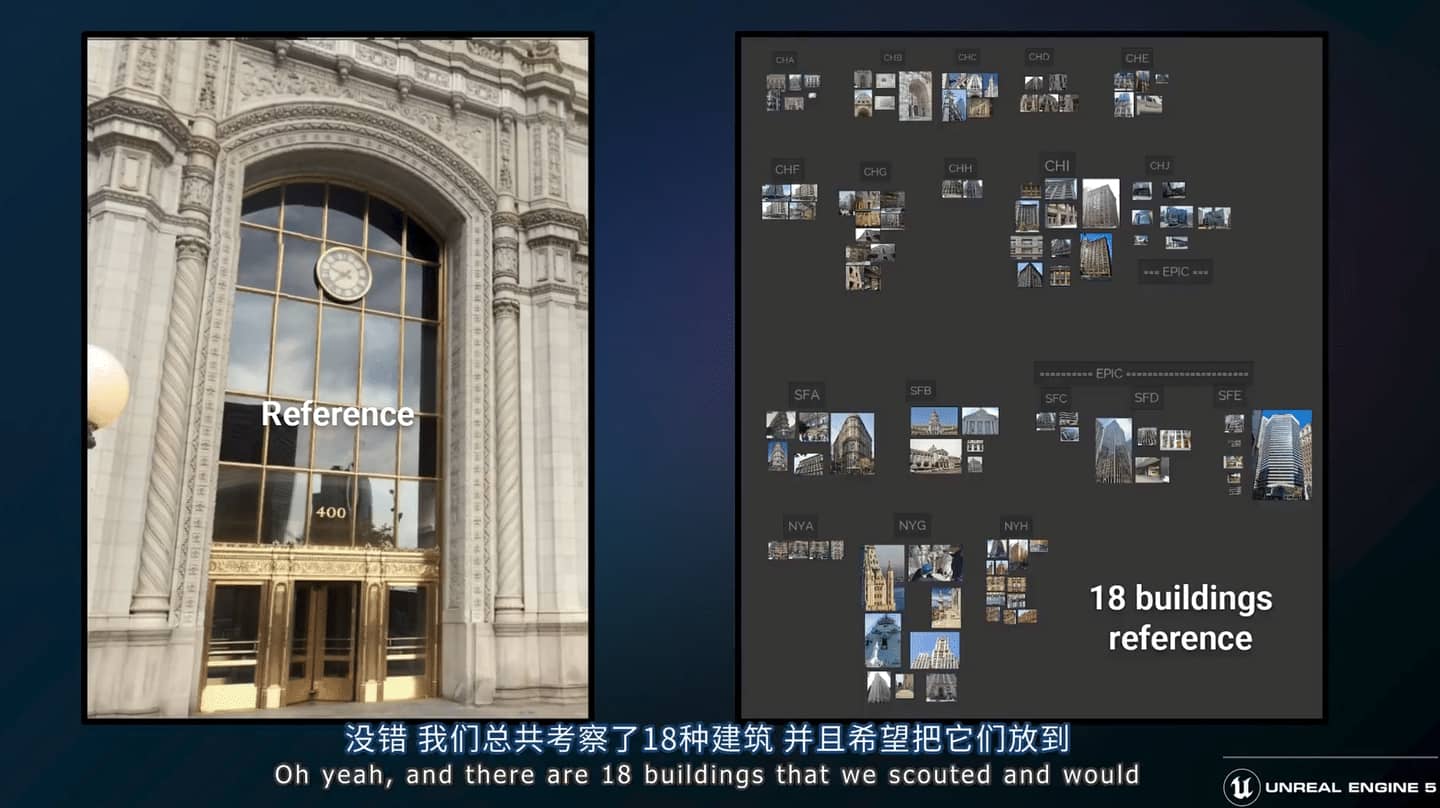 Reference
400
CHA
CHB
CHC
CHD
CHE
CHF
CHG
CHH
CHI
CHJ
=== EPIC ===
========== EPIC =======================
SFA
SFB
SFC
SFD
SFE
NYA
NYG
NYH
18 buildings
reference
没错 我们总共考察了18种建筑 并且希望把它们放到
Oh yeah, and there are 18 buildings that we scouted and would
UNREAL ENGINE 5